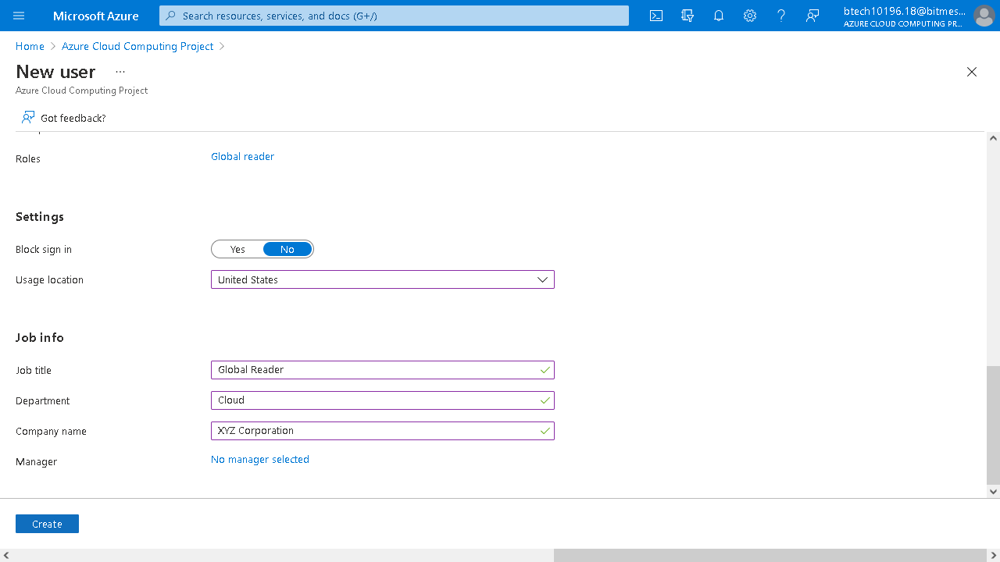 Microsoft Azure
Search resources, services, and docs (G+/)
btech10196.18@bitmes...
AZURE CLOUD COMPUTING PR...
Home > Azure Cloud Computing Project >
New user ...
Azure Cloud Computing Project
Got feedback?
Roles Global reader
Settings
Block sign in Yes No
Usage location United States
Job info
Job title Global Reader
Department Cloud
Company name XYZ Corporation
Manager No manager selected
Create